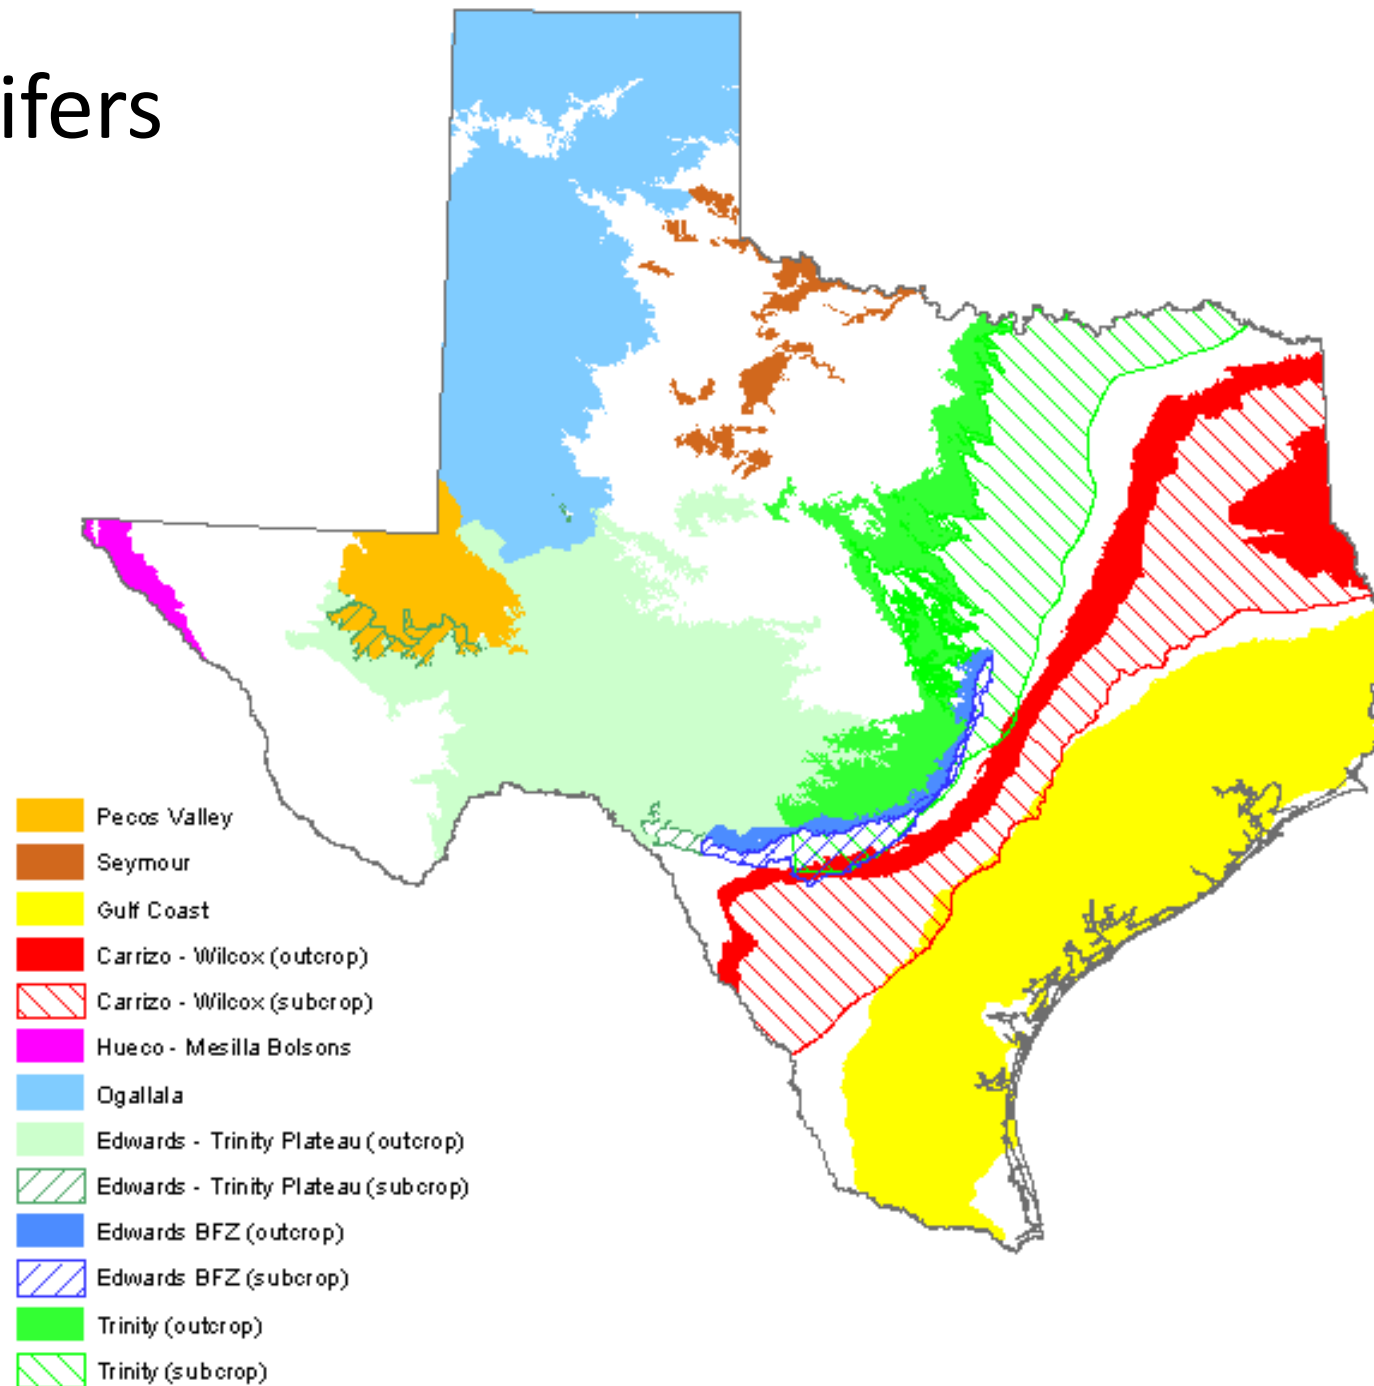 ifers
Pecos Valley
Seymour
Gulf Coast
Carrizo - Wilcox (outcrop)
Carrizo - Wilcox (subcrop)
Hueco - Mesilla Bolsons
Ogallala
Edwards - Trinity Plateau (outcrop)
Edwards - Trinity Plateau (subcrop)
Edwards BFZ (outcrop)
Edwards BFZ (subcrop)
Trinity (outcrop)
Trinity (subcrop)